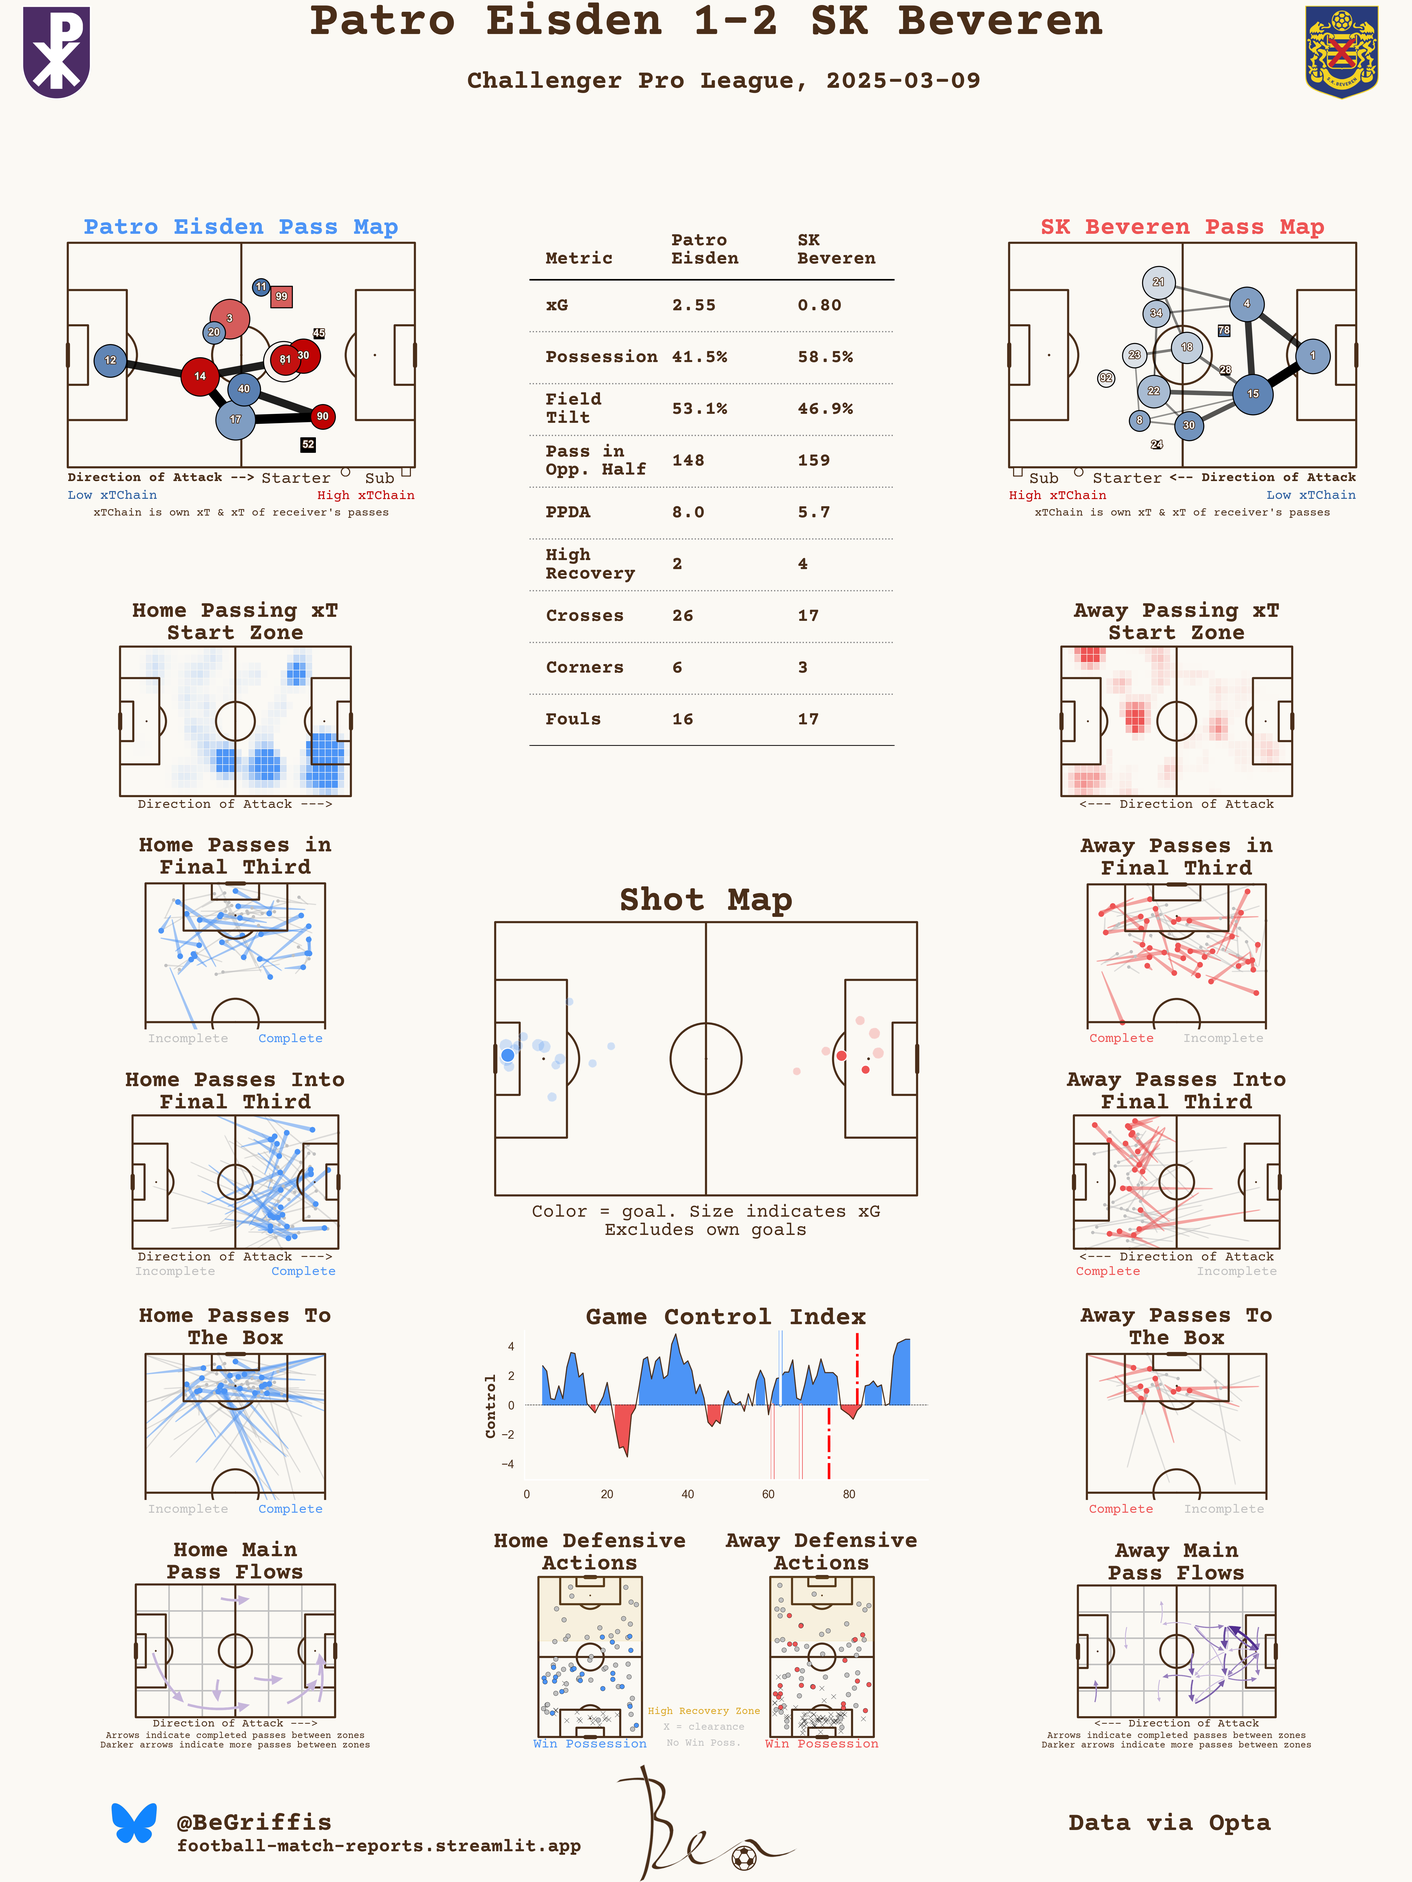 Patro Eisden 1-2 SK Beveren
Challenger Pro League, 2025-03-09
Patro Eisden Pass Map
11
99
3
20
45
12
81
30
14
40
17
90
52
Direction of Attack --> Starter Sub
Low xTChain High xTChain
xTChain is own xT & xT of receiver's passes
Metric Patro Eisden SK Beveren
xG 2.55 0.80
Possession 41.5% 58.5%
Field Tilt 53.1% 46.9%
Pass in Opp. Half 148 159
PPDA 8.0 5.7
High Recovery 2 4
Crosses 26 17
Corners 6 3
Fouls 16 17
SK Beveren Pass Map
21
4
34
78
18
23
1
28
92
22
15
8
30
24
Sub Starter <-- Direction of Attack
High xTChain Low xTChain
xTChain is own xT & xT of receiver's passes
Home Passing xT
Start Zone
Direction of Attack --->
Away Passing xT
Start Zone
<--- Direction of Attack
Home Passes in
Final Third
Incomplete Complete
Away Passes in
Final Third
Complete Incomplete
Shot Map
Color = goal. Size indicates xG
Excludes own goals
Home Passes Into
Final Third
Direction of Attack --->
Incomplete Complete
Away Passes Into
Final Third
<--- Direction of Attack
Complete Incomplete
Home Passes To
The Box
Incomplete Complete
Game Control Index
Control
4
2
0
−2
−4
0 20 40 60 80
Away Passes To
The Box
Complete Incomplete
Home Main
Pass Flows
Direction of Attack --->
Arrows indicate completed passes between zones
Darker arrows indicate more passes between zones
Home Defensive
Actions
Win Possession
Away Defensive
Actions
Win Possession
High Recovery Zone
X = clearance
No Win Poss.
Away Main
Pass Flows
<--- Direction of Attack
Arrows indicate completed passes between zones
Darker arrows indicate more passes between zones
@BeGriffis
football-match-reports.streamlit.app
Ben
Data via Opta